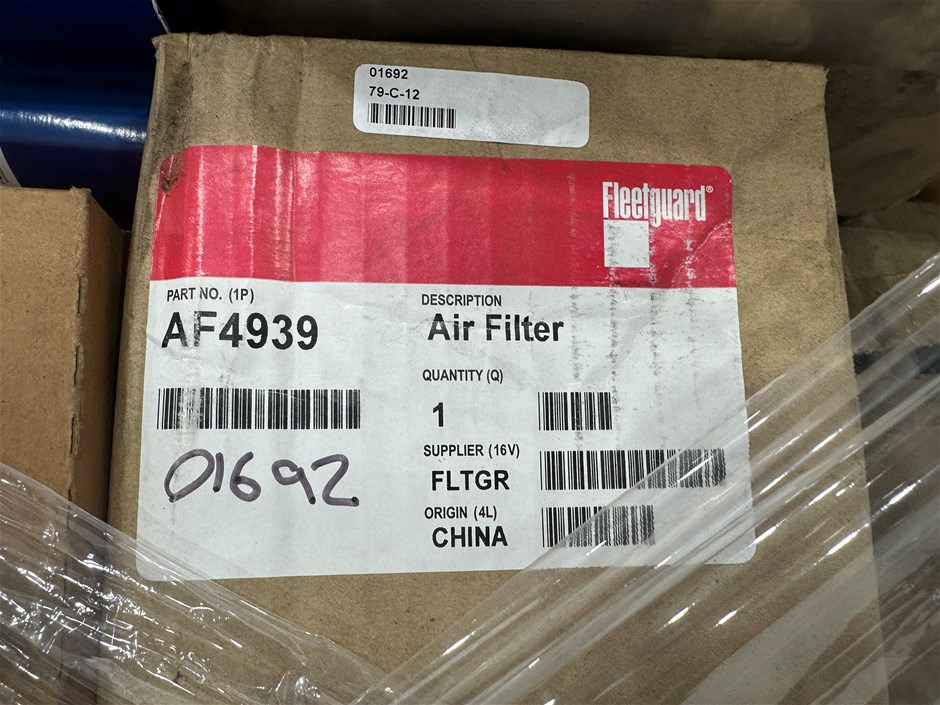 01692
79-C-12
Fleetguard®
PART NO. (1P)
AF4939
DESCRIPTION
Air Filter
QUANTITY (Q)
1
01692
SUPPLIER (16V)
FLTGR
ORIGIN (4L)
CHINA